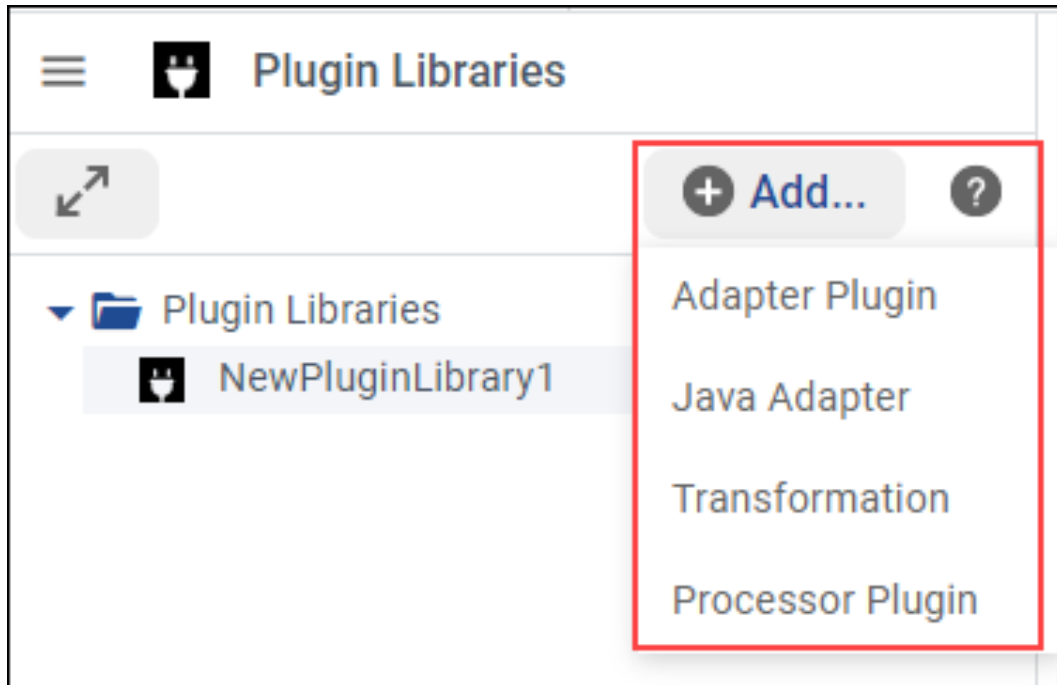 Plugin Libraries
Add...
Plugin Libraries
NewPluginLibrary1
Adapter Plugin
Java Adapter
Transformation
Processor Plugin